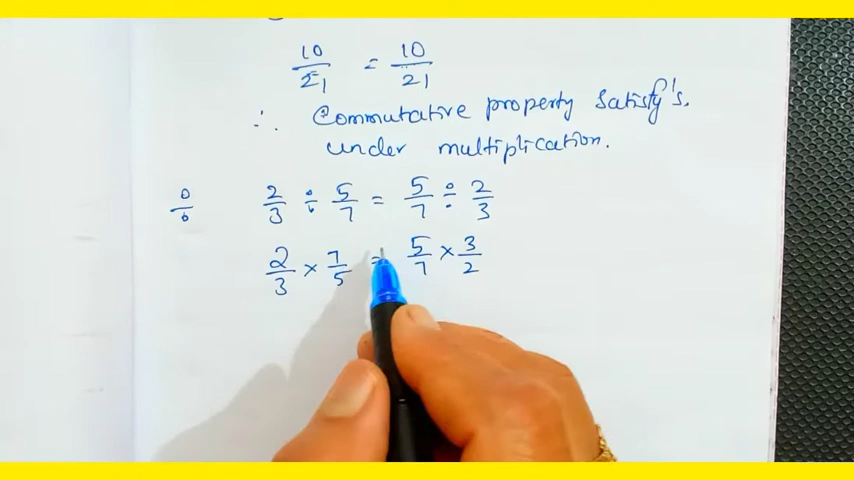 10/21 = 10/21
∴ Commutative property satisfy's.
under multiplication.
÷ 2/3 ÷ 5/7 = 5/7 ÷ 2/3
2/3 × 7/5 = 5/7 × 3/2